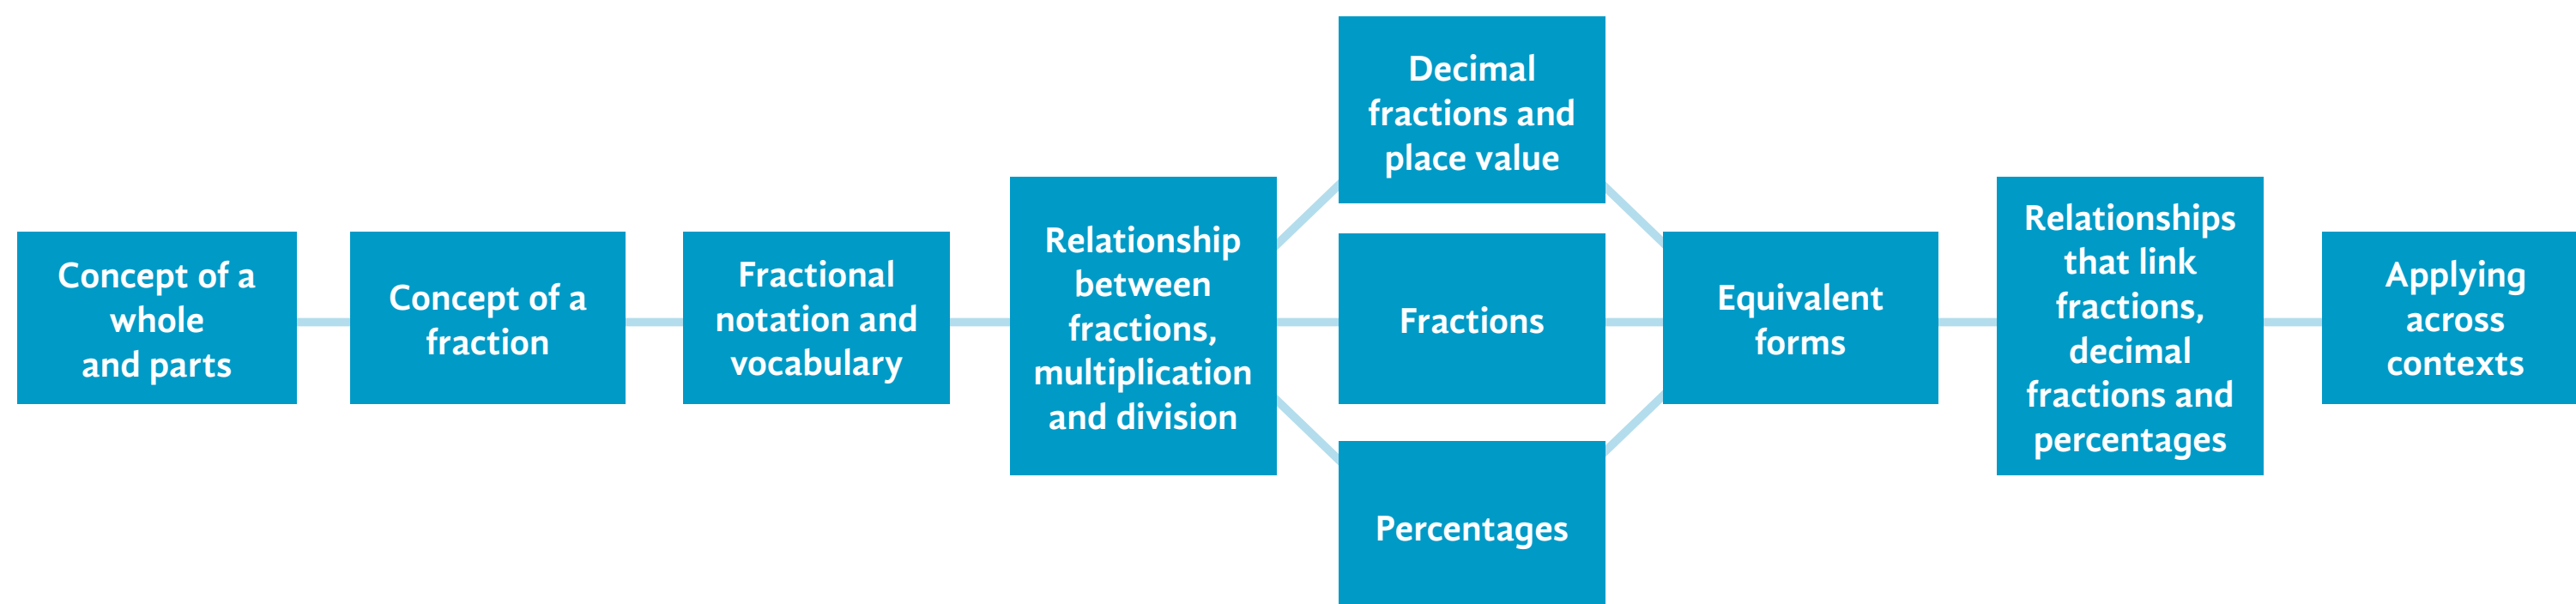 Concept of a
whole
and parts
Concept of a
fraction
Fractional
notation and
vocabulary
Relationship
between
fractions,
multiplication
and division
Decimal
fractions and
place value
Fractions
Percentages
Equivalent
forms
Relationships
that link
fractions,
decimal
fractions and
percentages
Applying
across
contexts